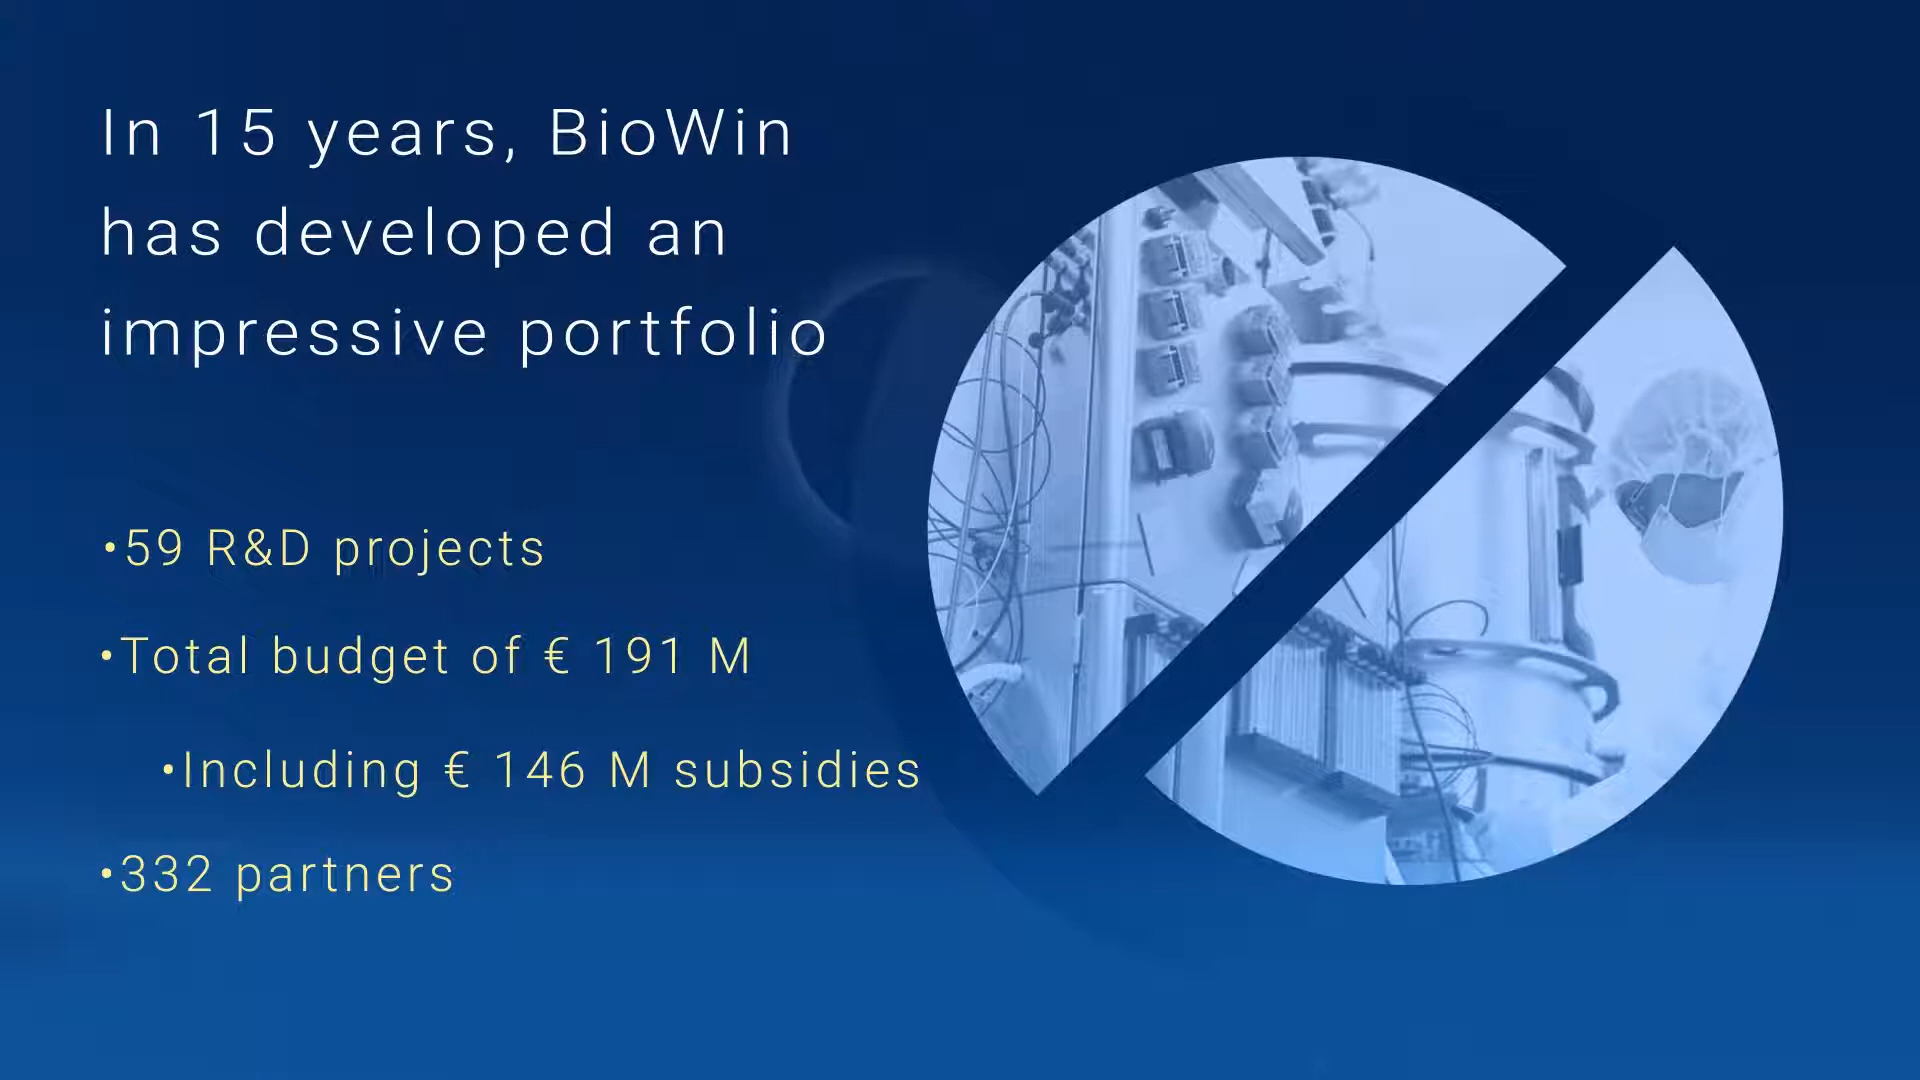 In 15 years, BioWin
has developed an
impressive portfolio
•59 R&D projects
•Total budget of € 191 M
•Including € 146 M subsidies
•332 partners